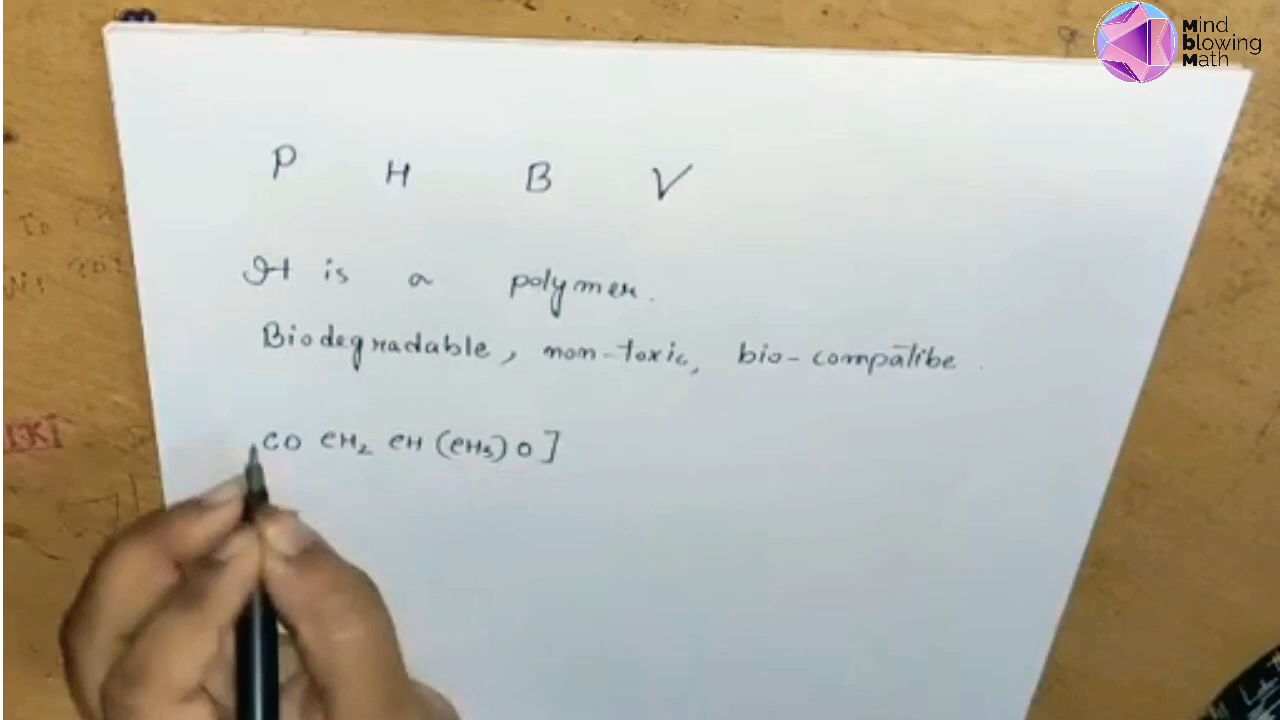 Mind
blowing
Math
P H B V
It is a polymer.
Biodegradable, non-toxic, bio-compatibe.
CO CH₂ CH (CH₃) O ]